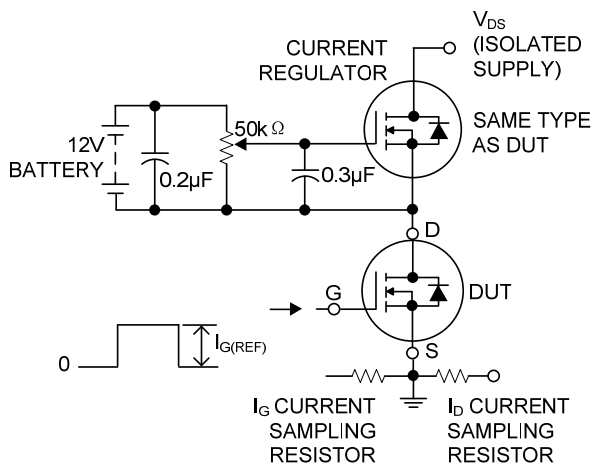 V_DS
(ISOLATED
SUPPLY)
CURRENT
REGULATOR
SAME TYPE
AS DUT
12V
BATTERY
50kΩ
0.2µF
0.3µF
D
DUT
G
0
I_G(REF)
S
I_G CURRENT
SAMPLING
RESISTOR
I_D CURRENT
SAMPLING
RESISTOR